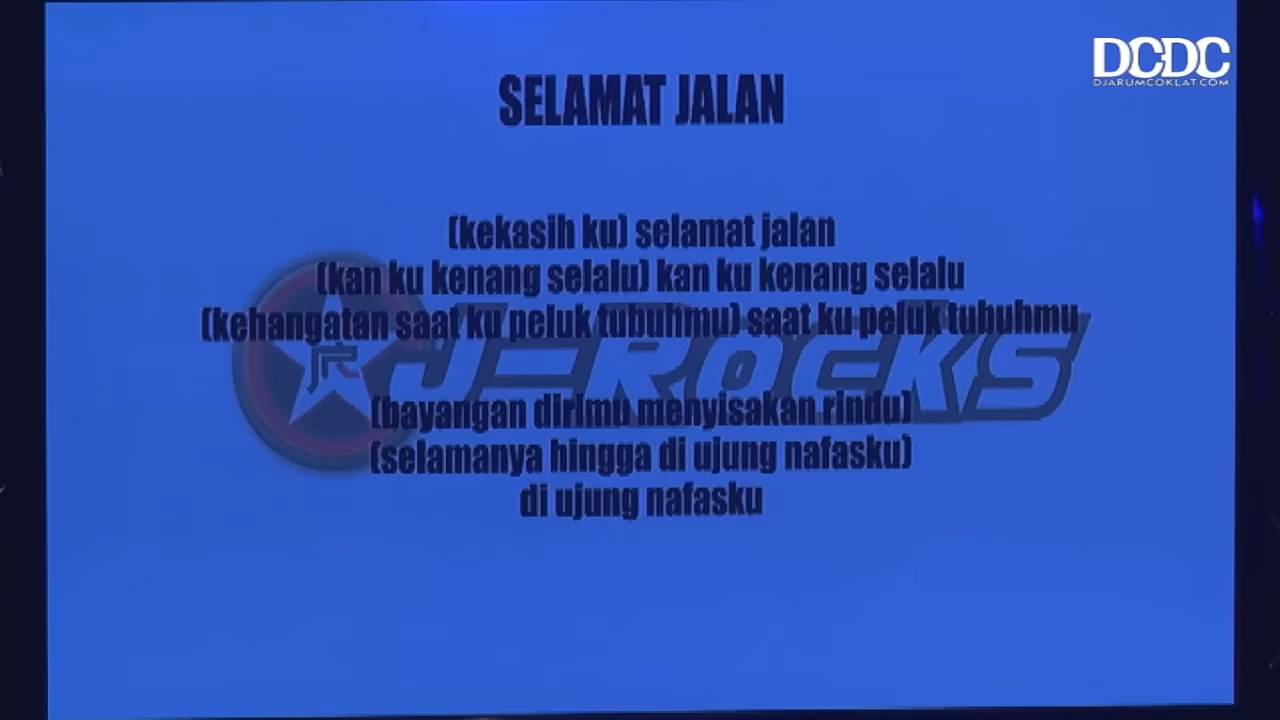 DCDC
DJARUMCOKLAT.COM
SELAMAT JALAN
(kekasih ku) selamat jalan
(kan ku kenang selalu) kan ku kenang selalu
(kehangatan saat ku peluk tubuhmu) saat ku peluk tubuhmu
JR J-ROCKS
(bayangan dirimu menyisakan rindu)
(selamanya hingga di ujung nafasku)
di ujung nafasku